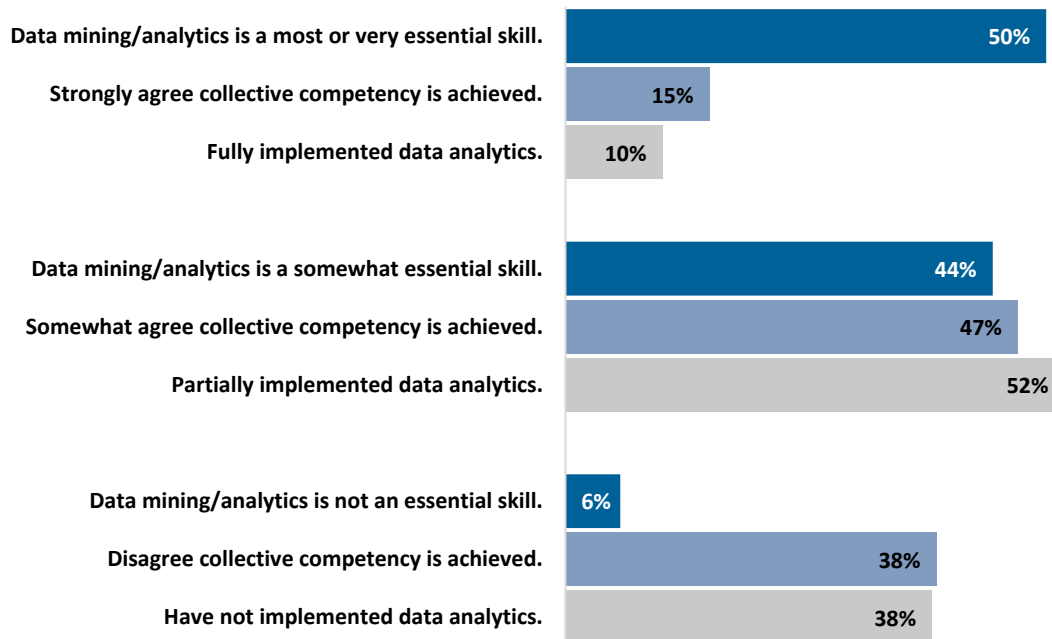 Data mining/analytics is a most or very essential skill. 50%
Strongly agree collective competency is achieved. 15%
Fully implemented data analytics. 10%
Data mining/analytics is a somewhat essential skill. 44%
Somewhat agree collective competency is achieved. 47%
Partially implemented data analytics. 52%
Data mining/analytics is not an essential skill. 6%
Disagree collective competency is achieved. 38%
Have not implemented data analytics. 38%